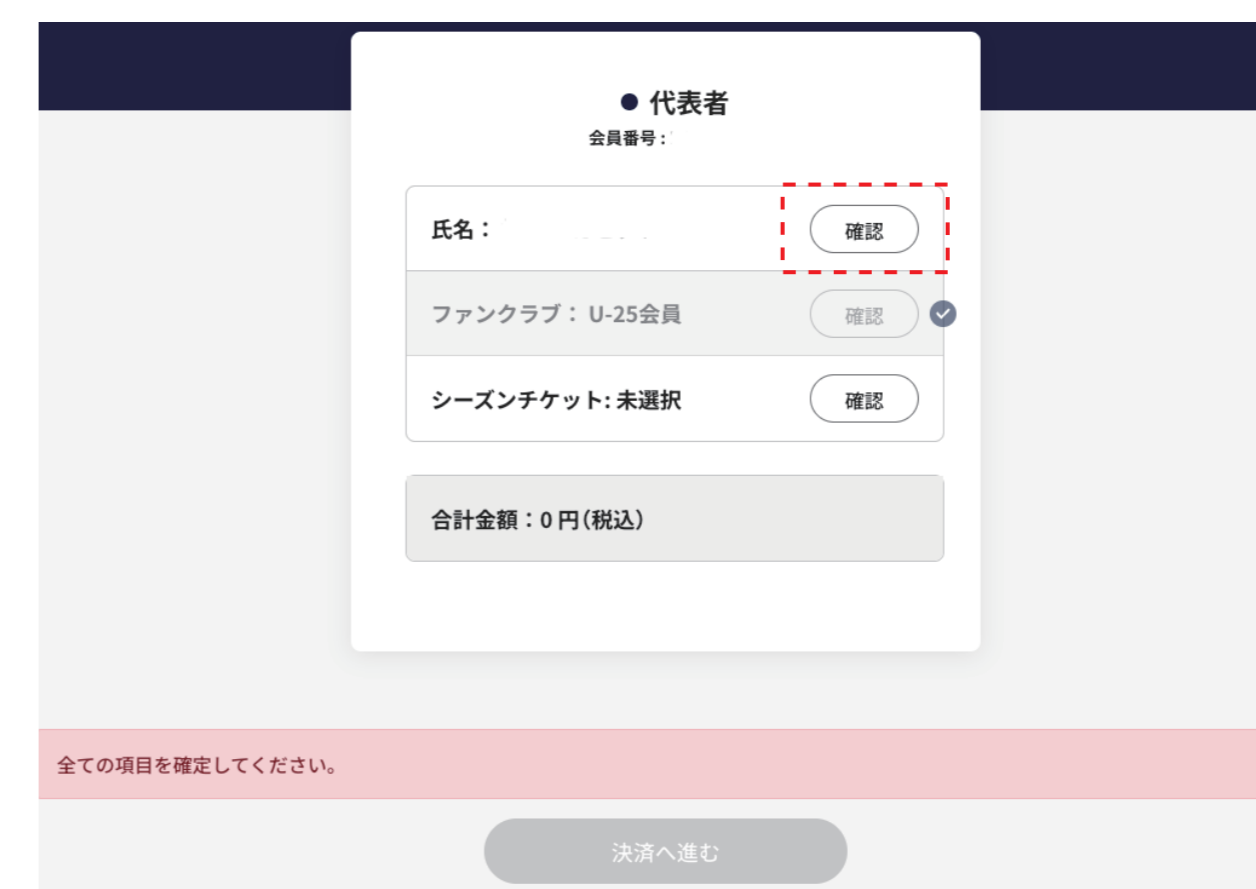 ● 代表者
会員番号:
氏名： 確認
ファンクラブ： U-25会員 確認
シーズンチケット: 未選択 確認
合計金額：0 円(税込)
全ての項目を確定してください。
決済へ進む